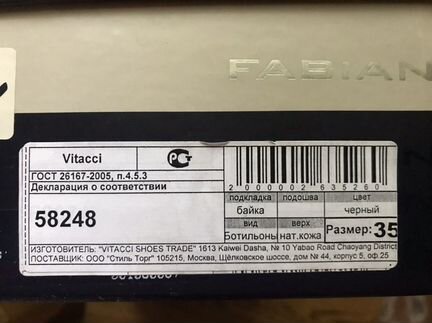 FABIAN
Vitacci
ГОСТ 26167-2005, п.4.5.3
Декларация о соответствии
58248
2 000002 635260
подкладка подошва цвет
байка черный
вид верх
Ботильоны нат.кожа Размер: 35
ИЗГОТОВИТЕЛЬ: "VITACCI SHOES TRADE" 1613 Kaiwei Dasha, № 10 Yabao Road Chaoyang District
ПОСТАВЩИК: ООО "Стиль Торг" 105215, Москва, Щёлковское шоссе, дом № 44, корпус 5, оф.25